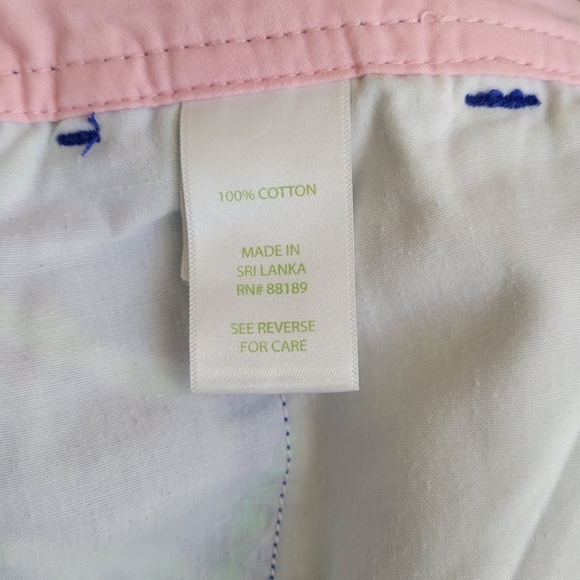 100% COTTON
MADE IN
SRI LANKA
RN# 88189
SEE REVERSE
FOR CARE